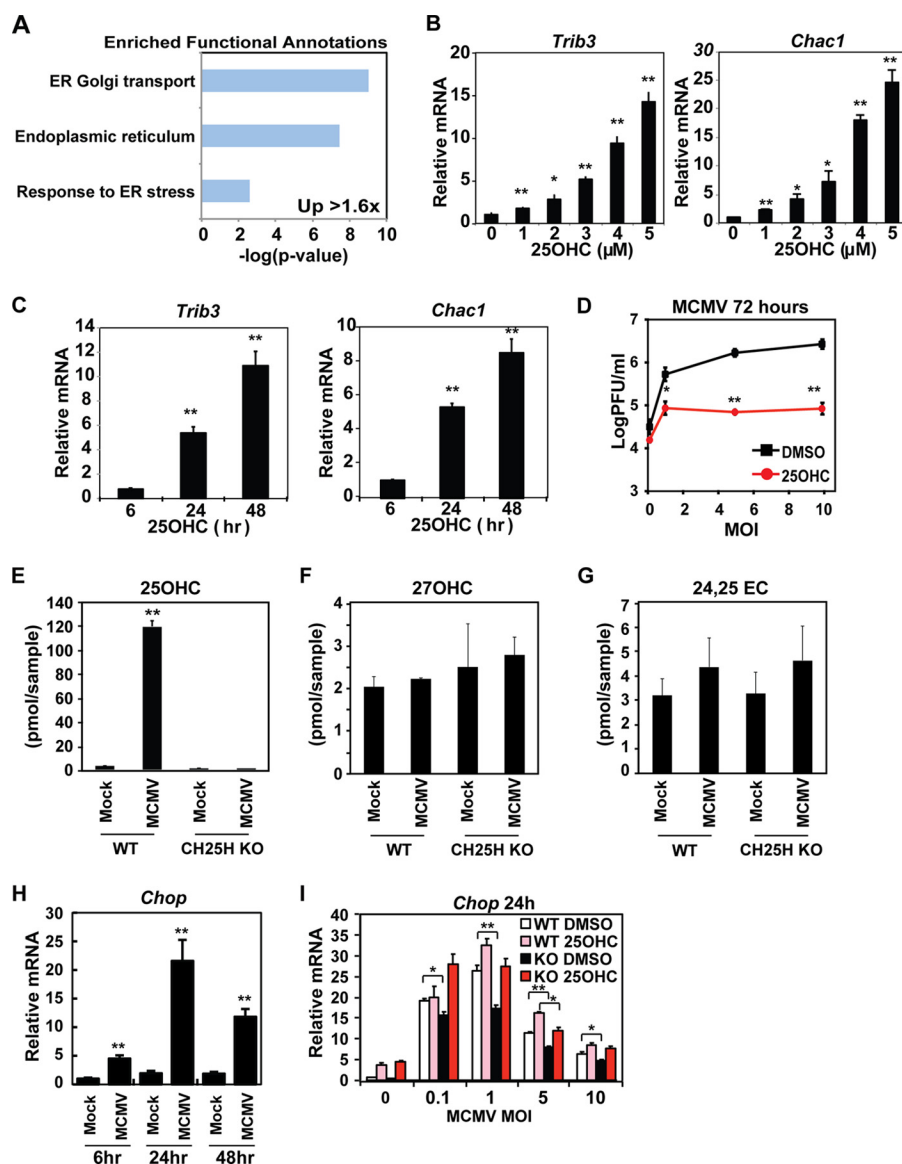 A
Enriched Functional Annotations
ER Golgi transport
Endoplasmic reticulum
Response to ER stress
Up >1.6x
0 2 4 6 8 10
-log(p-value)
B
Trib3
Relative mRNA
20
15
10
5
0
** * ** ** **
0 1 2 3 4 5
25OHC (µM)
Chac1
Relative mRNA
30
25
20
15
10
5
0
** * * ** **
0 1 2 3 4 5
25OHC (µM)
C
Trib3
Relative mRNA
14
12
10
8
6
4
2
0
** **
6 24 48
25OHC ( hr)
Chac1
Relative mRNA
10
8
6
4
2
0
** **
6 24 48
25OHC ( hr)
D
MCMV 72 hours
LogPFU/ml
7
6
5
4
3
* ** **
DMSO
25OHC
0 2 4 6 8 10
MOI
E
25OHC
(pmol/sample)
140
120
100
80
60
40
20
0
**
Mock MCMV Mock MCMV
WT CH25H KO
F
27OHC
(pmol/sample)
4
3
2
1
0
Mock MCMV Mock MCMV
WT CH25H KO
G
24,25 EC
(pmol/sample)
7
6
5
4
3
2
1
0
Mock MCMV Mock MCMV
WT CH25H KO
H
Chop
Relative mRNA
30
25
20
15
10
5
0
** ** **
Mock MCMV Mock MCMV Mock MCMV
6hr 24hr 48hr
I
Chop 24h
Relative mRNA
40
35
30
25
20
15
10
5
0
WT DMSO
WT 25OHC
KO DMSO
KO 25OHC
* ** ** * *
0 0.1 1 5 10
MCMV MOI